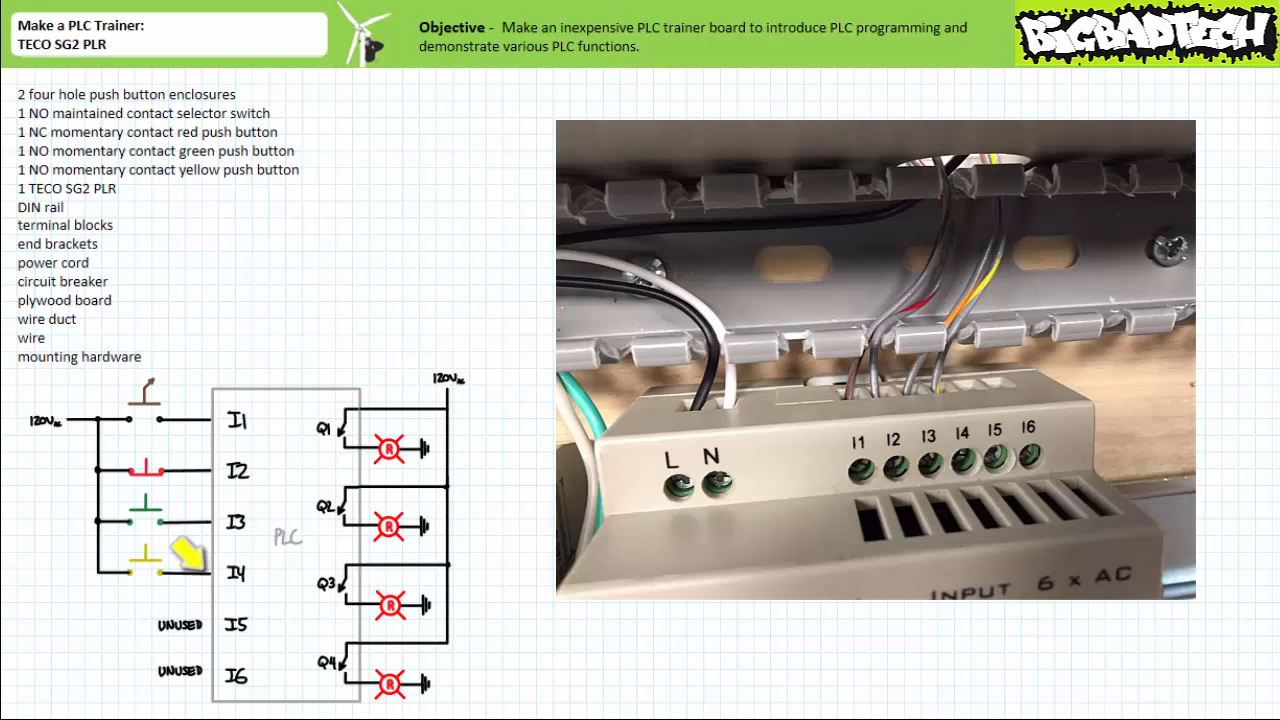 Make a PLC Trainer:
TECO SG2 PLR
Objective - Make an inexpensive PLC trainer board to introduce PLC programming and
demonstrate various PLC functions.
BIGBADTECH
2 four hole push button enclosures
1 NO maintained contact selector switch
1 NC momentary contact red push button
1 NO momentary contact green push button
1 NO momentary contact yellow push button
1 TECO SG2 PLR
DIN rail
terminal blocks
end brackets
power cord
circuit breaker
plywood board
wire duct
wire
mounting hardware
120VAC
120VAC
I1
I2
I3
I4
UNUSED I5
UNUSED I6
PLC
Q1
R
Q2
R
Q3
R
Q4
R
L N
I1 I2 I3 I4 I5 I6
INPUT 6 x AC